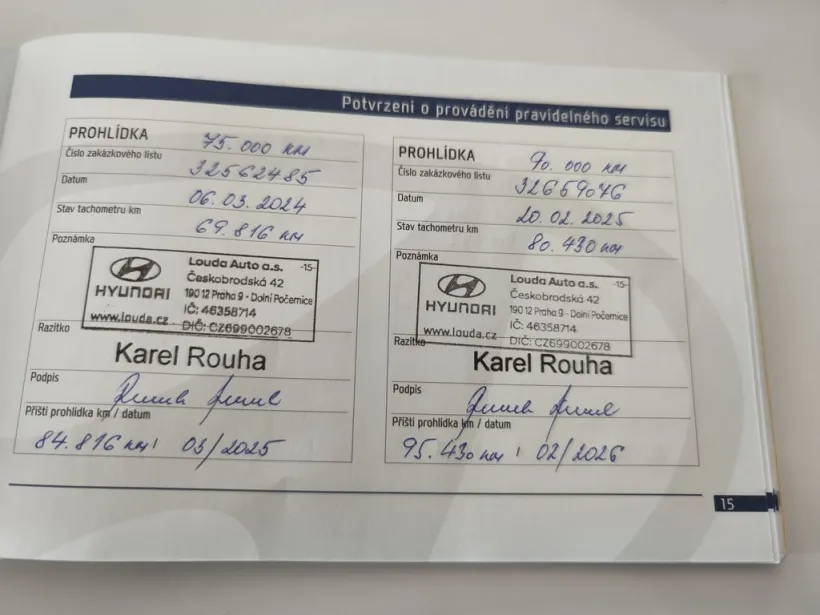 Potvrzení o provádění pravidelného servisu
PROHLÍDKA 75.000 KM
Číslo zakázkového listu 32562485
Datum 06.03.2024
Stav tachometru km 69.816 KM
Poznámka
HYUNDAI
www.louda.cz
Louda Auto a.s. -15-
Českobrodská 42
190 12 Praha 9 - Dolní Počernice
IČ: 46358714
DIČ: CZ699002678
Razítko
Karel Rouha
Podpis
Příští prohlídka km / datum
84.816 KM / 03/2025
PROHLÍDKA 90.000 KM
Číslo zakázkového listu 32659076
Datum 20.02.2025
Stav tachometru km 80.430 KM
Poznámka
HYUNDAI
www.louda.cz
Louda Auto a.s. -15-
Českobrodská 42
190 12 Praha 9 - Dolní Počernice
IČ: 46358714
DIČ: CZ699002678
Razítko
Karel Rouha
Podpis
Příští prohlídka km / datum
95.430 KM / 02/2026
15